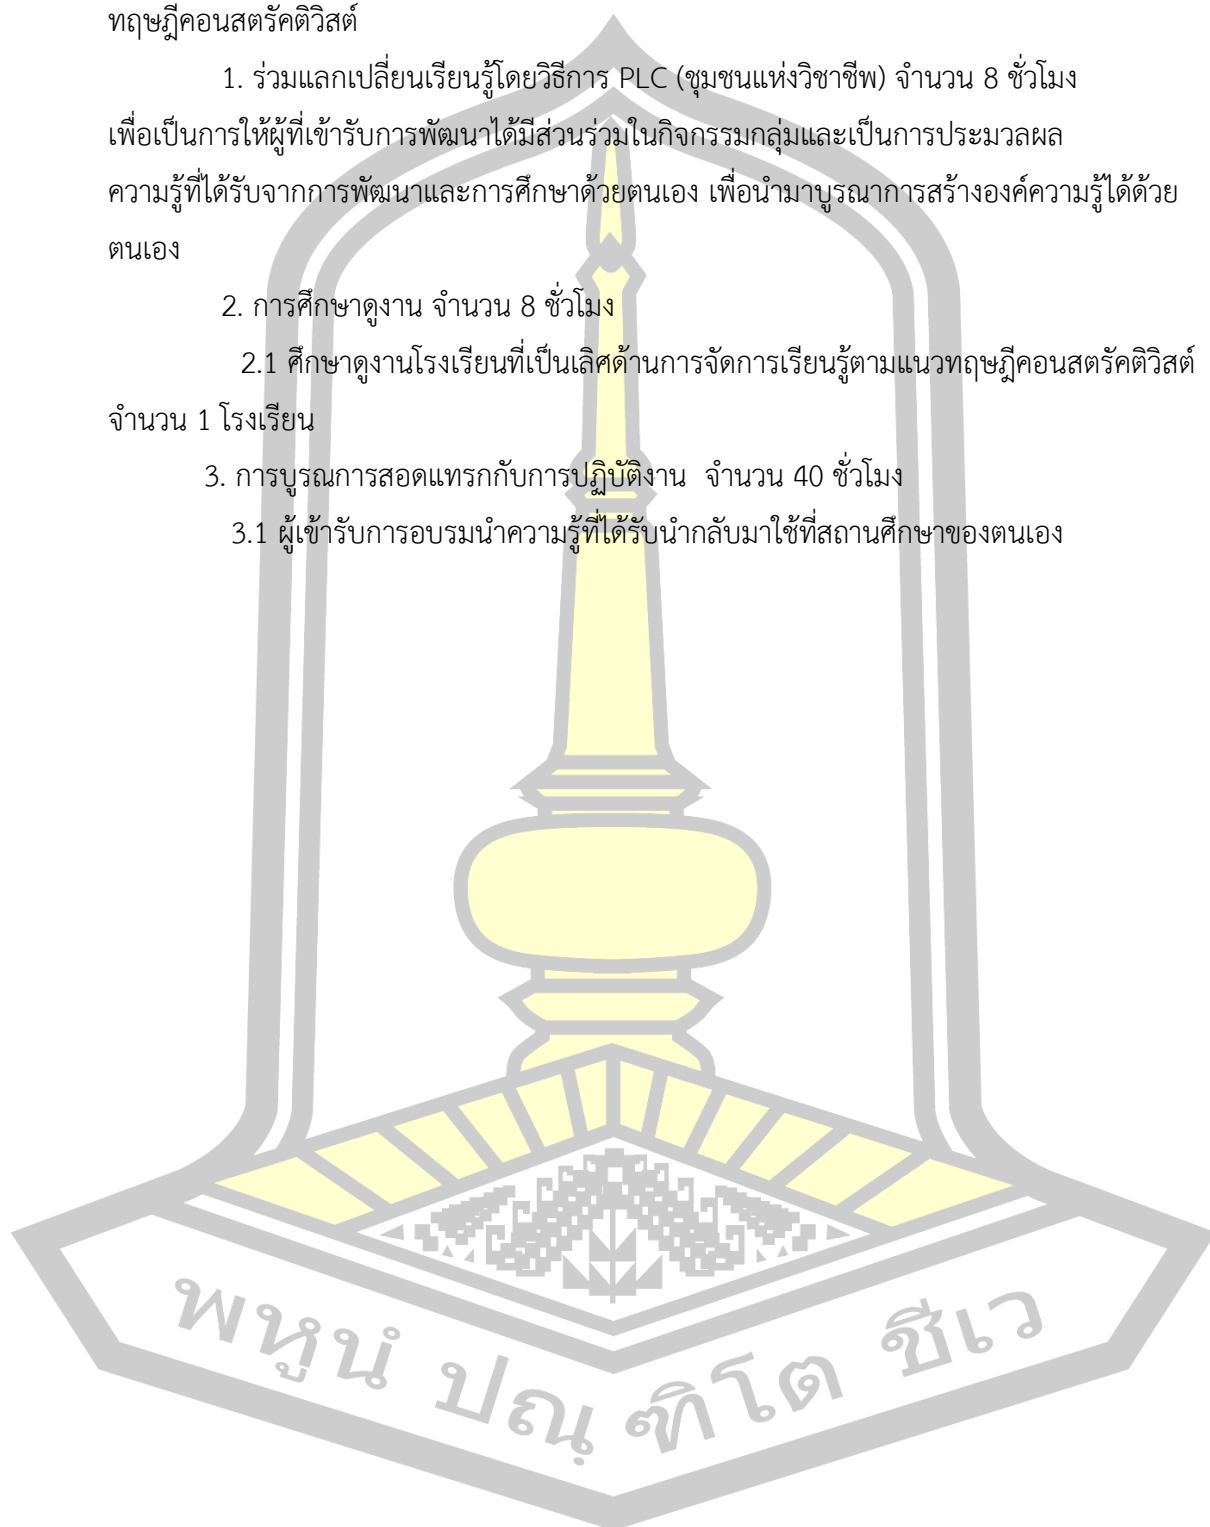 ทฤษฎีคอนสตรัคติวิสต์
1. ร่วมแลกเปลี่ยนเรียนรู้โดยวิธีการ PLC (ชุมชนแห่งวิชาชีพ) จำนวน 8 ชั่วโมง
เพื่อเป็นการให้ผู้ที่เข้ารับการพัฒนาได้มีส่วนร่วมในกิจกรรมกลุ่มและเป็นการประมวลผล
ความรู้ที่ได้รับจากการพัฒนาและการศึกษาด้วยตนเอง เพื่อนำมาบูรณาการสร้างองค์ความรู้ได้ด้วย
ตนเอง
2. การศึกษาดูงาน จำนวน 8 ชั่วโมง
2.1 ศึกษาดูงานโรงเรียนที่เป็นเลิศด้านการจัดการเรียนรู้ตามแนวทฤษฎีคอนสตรัคติวิสต์
จำนวน 1 โรงเรียน
3. การบูรณการสอดแทรกกับการปฏิบัติงาน จำนวน 40 ชั่วโมง
3.1 ผู้เข้ารับการอบรมนำความรู้ที่ได้รับนำกลับมาใช้ที่สถานศึกษาของตนเอง
พหูนํ ปณฺฑิโต ชีเว